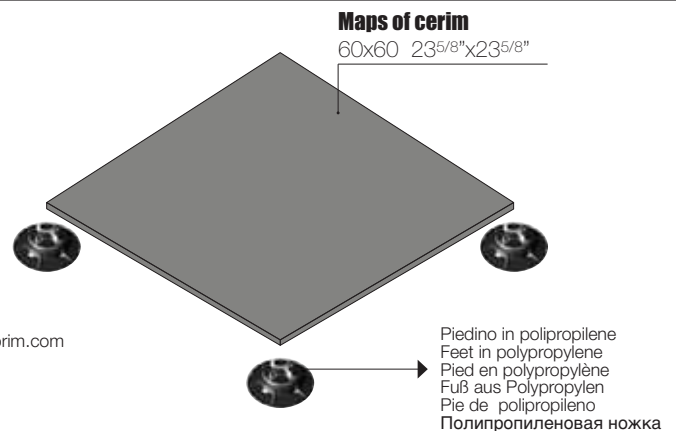 Maps of cerim
60x60 235/8”x235/8”
rim.com
Piedino in polipropilene
Feet in polypropylene
Pied en polypropylène
Fuß aus Polypropylen
Pie de polipropileno
Полипропиленовая ножка